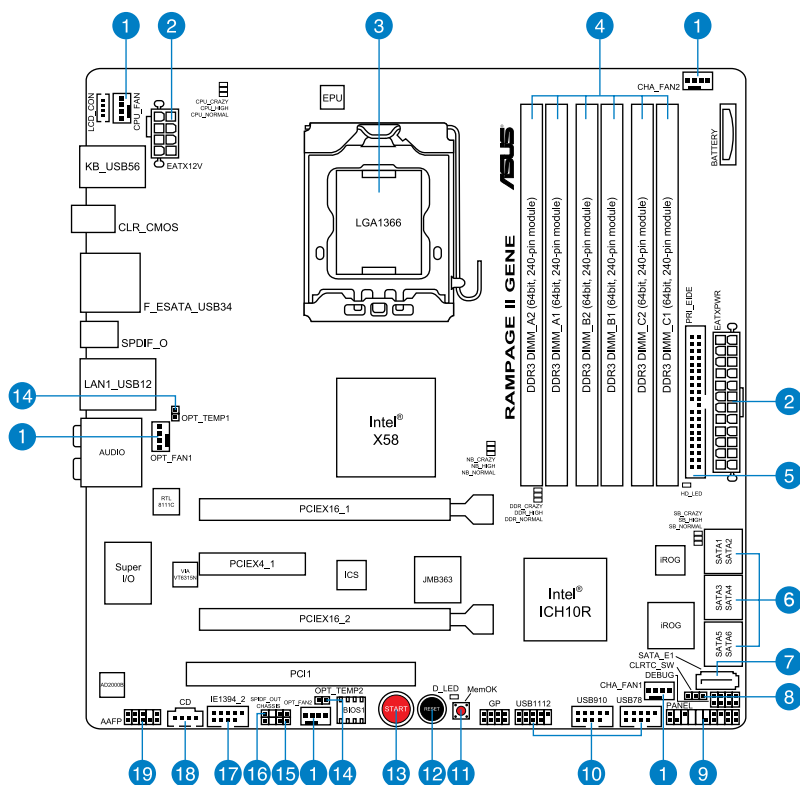 1
2
3
4
1
LCD_CON
CPU_FAN
CPU_CRAZY
CPU_HIGH
CPU_NORMAL
EPU
CHA_FAN2
EATX12V
KB_USB56
CLR_CMOS
F_ESATA_USB34
SPDIF_O
LAN1_USB12
LGA1366
ASUS
RAMPAGE II GENE
DDR3 DIMM_A2 (64bit, 240-pin module)
DDR3 DIMM_A1 (64bit, 240-pin module)
DDR3 DIMM_B2 (64bit, 240-pin module)
DDR3 DIMM_B1 (64bit, 240-pin module)
DDR3 DIMM_C2 (64bit, 240-pin module)
DDR3 DIMM_C1 (64bit, 240-pin module)
BATTERY
PRI_EIDE
EATXPWR
14
OPT_TEMP1
1
OPT_FAN1
AUDIO
Intel®
X58
NB_CRAZY
NB_HIGH
NB_NORMAL
2
5
HD_LED
RTL
8111C
PCIEX16_1
DDR_CRAZY
DDR_HIGH
DDR_NORMAL
SB_CRAZY
SB_HIGH
SB_NORMAL
SATA1
SATA2
Super
I/O
VIA
VT6315N
PCIEX4_1
ICS
JMB363
Intel®
ICH10R
iROG
iROG
SATA3
SATA4
6
PCIEX16_2
SATA5
SATA6
SATA_E1
7
CLRTC_SW
DEBUG
PCI1
AD2000B
CHA_FAN1
8
PANEL
AAFP
CD
IE1394_2
SPIDF_OUT
CHASSIS
OPT_FAN2
OPT_TEMP2
BIOS1
START
D_LED
RESET
MemOK
GP
USB1112
USB910
USB78
19
18
17
16
15
1
14
13
12
11
10
1
9